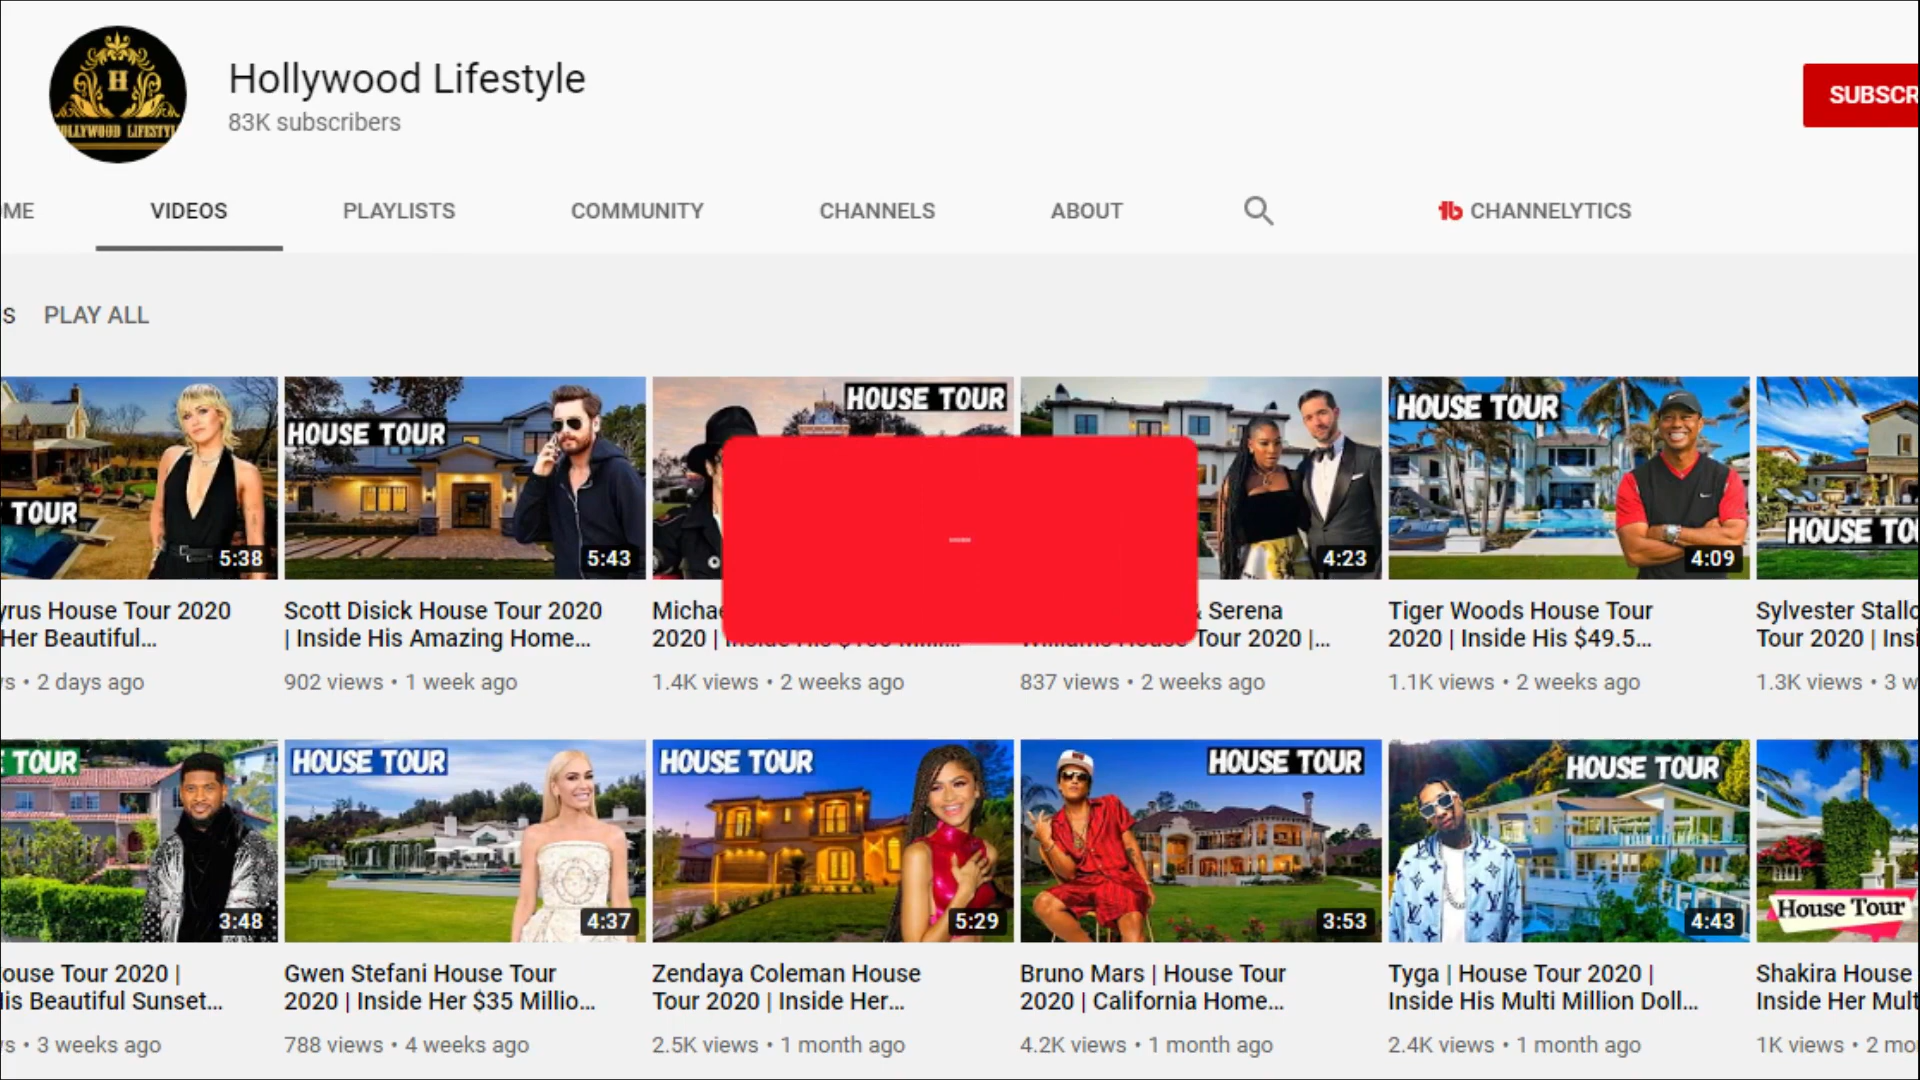 H
HOLLYWOOD LIFESTYL
Hollywood Lifestyle
83K subscribers
SUBSCR
OME
VIDEOS
PLAYLISTS
COMMUNITY
CHANNELS
ABOUT
CHANNELYTICS
S PLAY ALL
TOUR
5:38
HOUSE TOUR
5:43
HOUSE TOUR
4:23
HOUSE TOUR
4:09
HOUSE TOU
yrus House Tour 2020
Her Beautiful...
s • 2 days ago
Scott Disick House Tour 2020
| Inside His Amazing Home...
902 views • 1 week ago
Michae
2020 |
1.4K views • 2 weeks ago
& Serena
Williams House Tour 2020 |...
837 views • 2 weeks ago
Tiger Woods House Tour
2020 | Inside His $49.5...
1.1K views • 2 weeks ago
Sylvester Stallo
Tour 2020 | Insi
1.3K views • 3 w
E TOUR
3:48
HOUSE TOUR
4:37
HOUSE TOUR
5:29
HOUSE TOUR
3:53
HOUSE TOUR
4:43
House Tour
ouse Tour 2020 |
His Beautiful Sunset...
s • 3 weeks ago
Gwen Stefani House Tour
2020 | Inside Her $35 Millio...
788 views • 4 weeks ago
Zendaya Coleman House
Tour 2020 | Inside Her...
2.5K views • 1 month ago
Bruno Mars | House Tour
2020 | California Home...
4.2K views • 1 month ago
Tyga | House Tour 2020 |
Inside His Multi Million Doll...
2.4K views • 1 month ago
Shakira House
Inside Her Mult
1K views • 2 mo